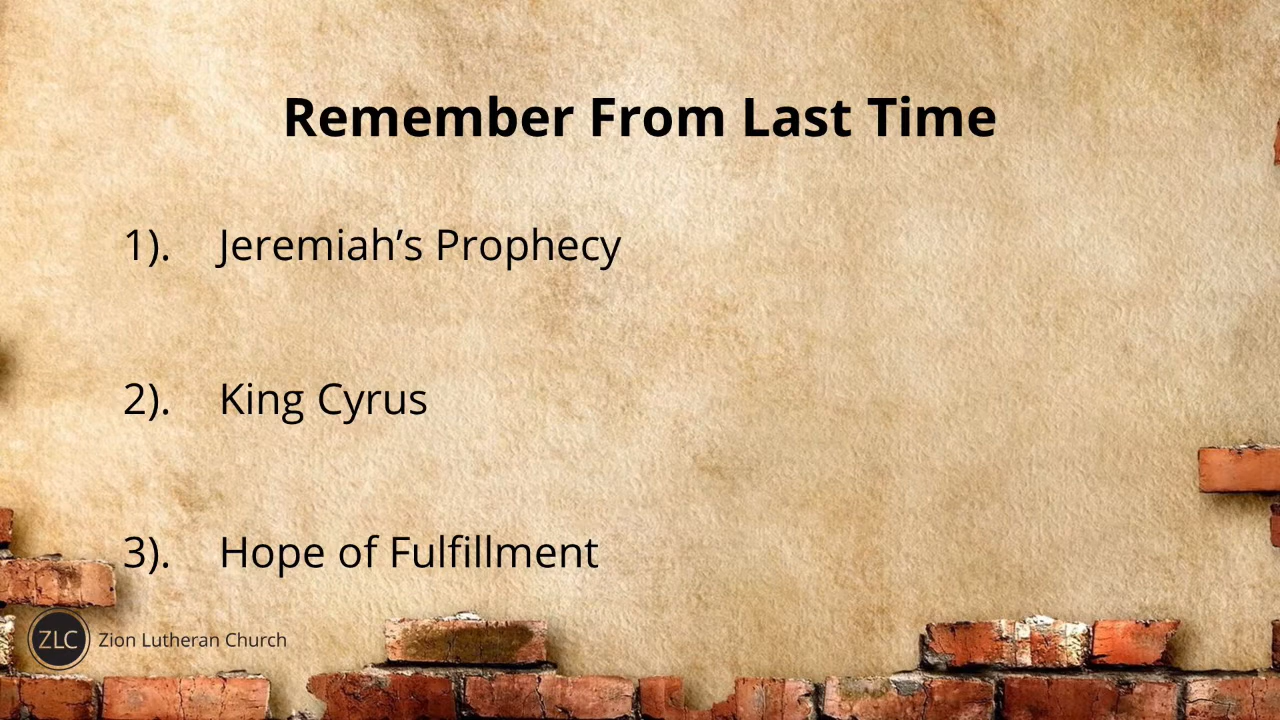 Remember From Last Time
1). Jeremiah’s Prophecy
2). King Cyrus
3). Hope of Fulfillment
ZLC Zion Lutheran Church